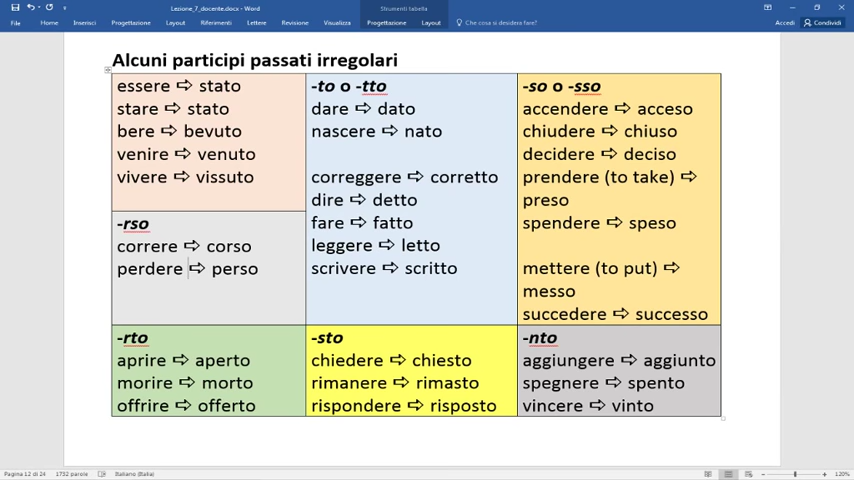 Lezione_7_docente.docx - Word
Strumenti tabella
File
Home
Inserisci
Progettazione
Layout
Riferimenti
Lettere
Revisione
Visualizza
Progettazione
Layout
Che cosa si desidera fare?
Accedi
Condividi
Alcuni participi passati irregolari
essere ⇨ stato
stare ⇨ stato
bere ⇨ bevuto
venire ⇨ venuto
vivere ⇨ vissuto
-rso
correre ⇨ corso
perdere ⇨ perso
-to o -tto
dare ⇨ dato
nascere ⇨ nato
correggere ⇨ corretto
dire ⇨ detto
fare ⇨ fatto
leggere ⇨ letto
scrivere ⇨ scritto
-so o -sso
accendere ⇨ acceso
chiudere ⇨ chiuso
decidere ⇨ deciso
prendere (to take) ⇨
preso
spendere ⇨ speso
mettere (to put) ⇨
messo
succedere ⇨ successo
-rto
aprire ⇨ aperto
morire ⇨ morto
offrire ⇨ offerto
-sto
chiedere ⇨ chiesto
rimanere ⇨ rimasto
rispondere ⇨ risposto
-nto
aggiungere ⇨ aggiunto
spegnere ⇨ spento
vincere ⇨ vinto
Pagina 12 di 24
1732 parole
Italiano (Italia)
120%